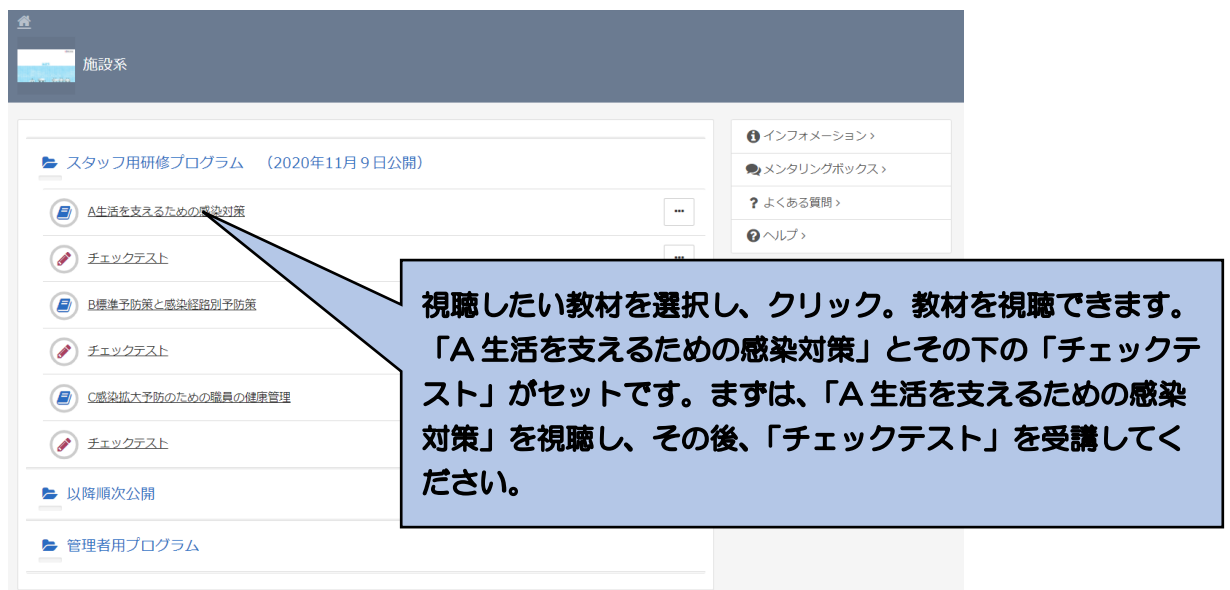 施設系
スタッフ用研修プログラム （2020年11月9日公開）
A生活を支えるための感染対策
チェックテスト
B標準予防策と感染経路別予防策
チェックテスト
C感染拡大予防のための職員の健康管理
チェックテスト
以降順次公開
管理者用プログラム
インフォメーション›
メンタリングボックス›
? よくある質問›
ヘルプ›
視聴したい教材を選択し、クリック。教材を視聴できます。
「A 生活を支えるための感染対策」とその下の「チェックテ
スト」がセットです。まずは、「A 生活を支えるための感染
対策」を視聴し、その後、「チェックテスト」を受講してく
ださい。